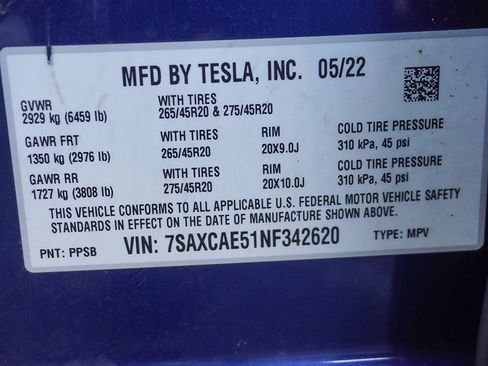 MFD BY TESLA, INC. 05/22
GVWR
2929 kg (6459 lb)
WITH TIRES
265/45R20 & 275/45R20
GAWR FRT
1350 kg (2976 lb)
WITH TIRES
265/45R20
RIM
20X9.0J
COLD TIRE PRESSURE
310 kPa, 45 psi
GAWR RR
1727 kg (3808 lb)
WITH TIRES
275/45R20
RIM
20X10.0J
COLD TIRE PRESSURE
310 kPa, 45 psi
THIS VEHICLE CONFORMS TO ALL APPLICABLE U.S. FEDERAL MOTOR VEHICLE SAFETY
STANDARDS IN EFFECT ON THE DATE OF MANUFACTURE SHOWN ABOVE.
PNT: PPSB VIN: 7SAXCAE51NF342620 TYPE: MPV